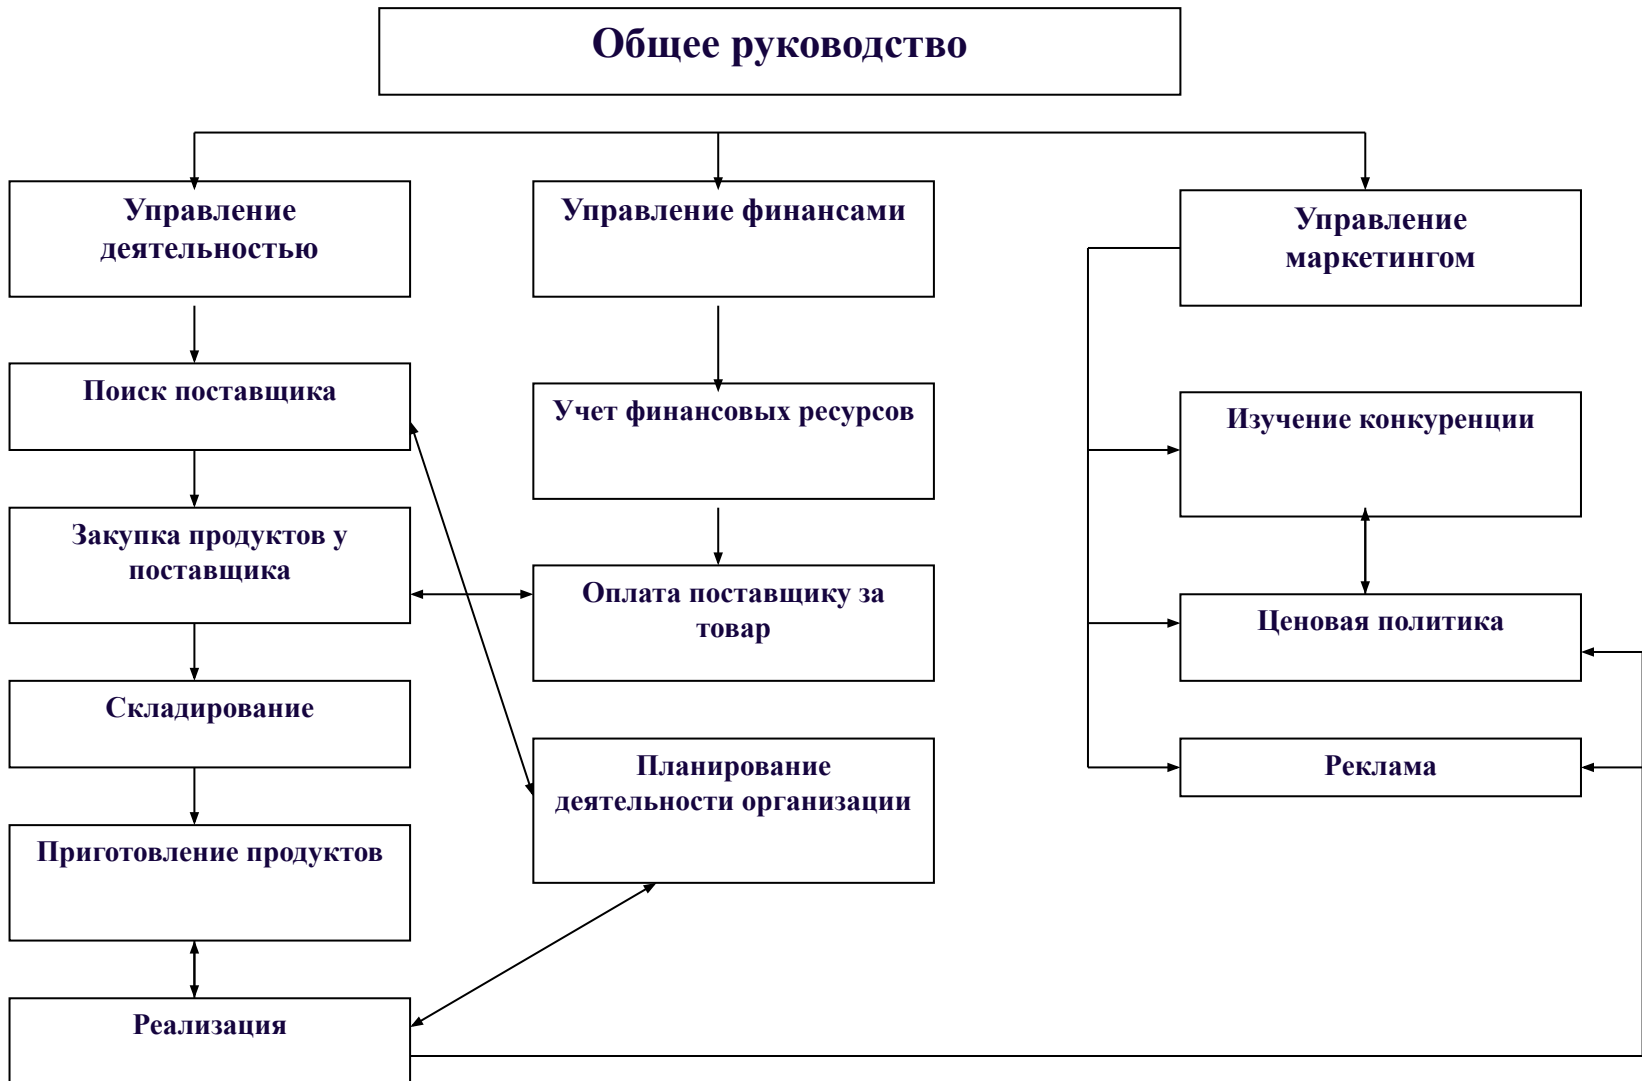 Общее руководство
Управление
деятельностью
Управление финансами
Управление
маркетингом
Поиск поставщика
Учет финансовых ресурсов
Изучение конкуренции
Закупка продуктов у
поставщика
Оплата поставщику за
товар
Ценовая политика
Складирование
Планирование
деятельности организации
Реклама
Приготовление продуктов
Реализация